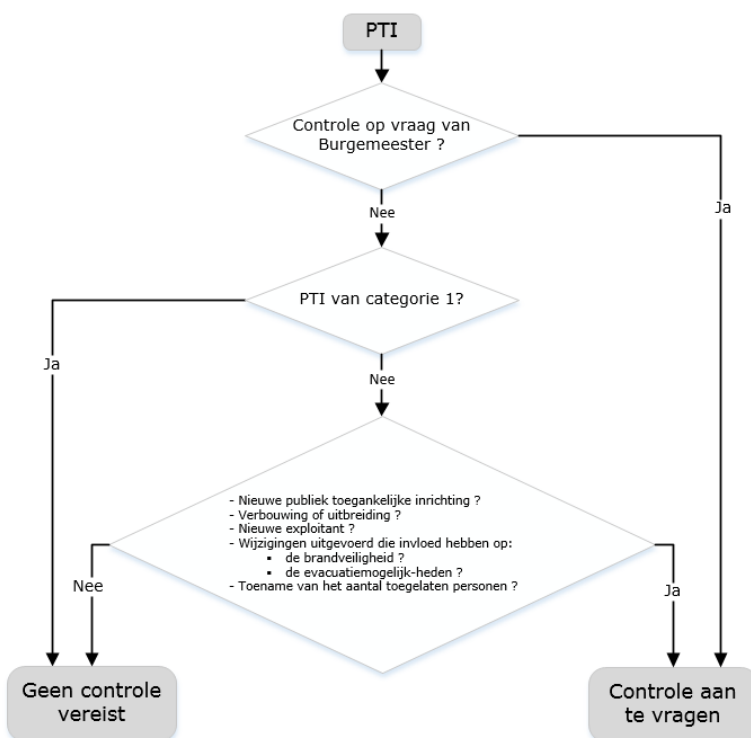 PTI
Controle op vraag van
Burgemeester ?
Nee
Ja
PTI van categorie 1?
Ja
Nee
- Nieuwe publiek toegankelijke inrichting ?
- Verbouwing of uitbreiding ?
- Nieuwe exploitant ?
- Wijzigingen uitgevoerd die invloed hebben op:
▪ de brandveiligheid ?
▪ de evacuatiemogelijk-heden ?
- Toename van het aantal toegelaten personen ?
Nee
Ja
Geen controle
vereist
Controle aan
te vragen